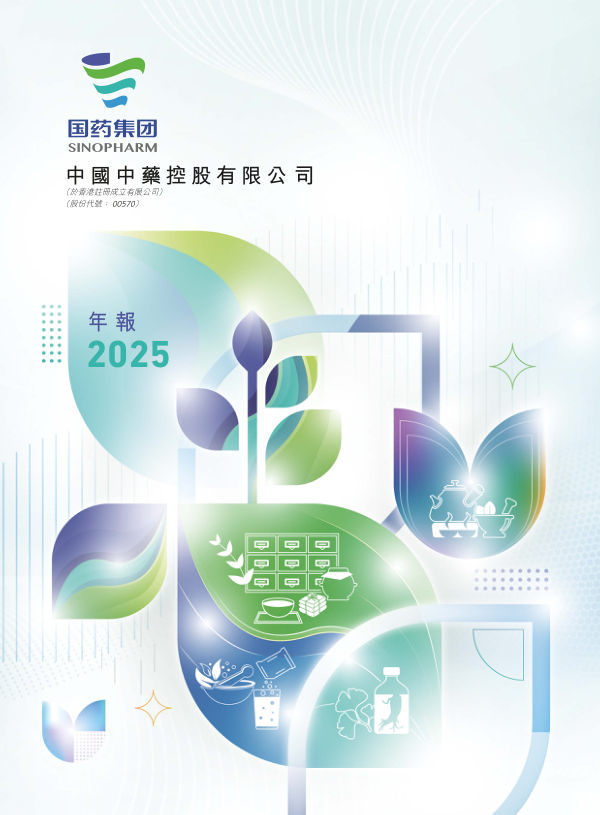 国药集团
SINOPHARM
中國中藥控股有限公司
（於香港註冊成立有限公司）
（股份代號：00570）
年報
2025